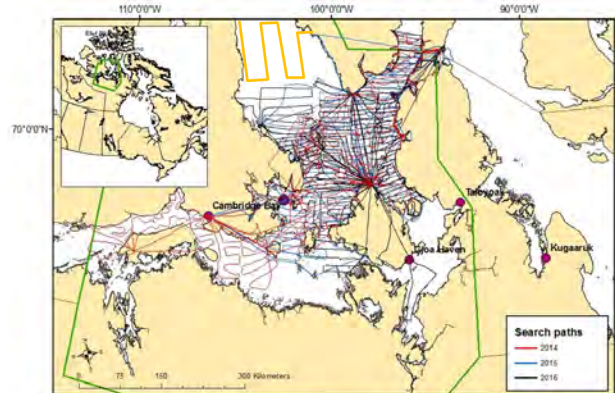 110°0'0"W
100°0'0"W
90°0'0"W
70°0'0"N
Cambridge Bay
Taloyoak
Gjoa Haven
Kugaaruk
Search paths
2014
2015
2016
0 75 150 300 Kilometers